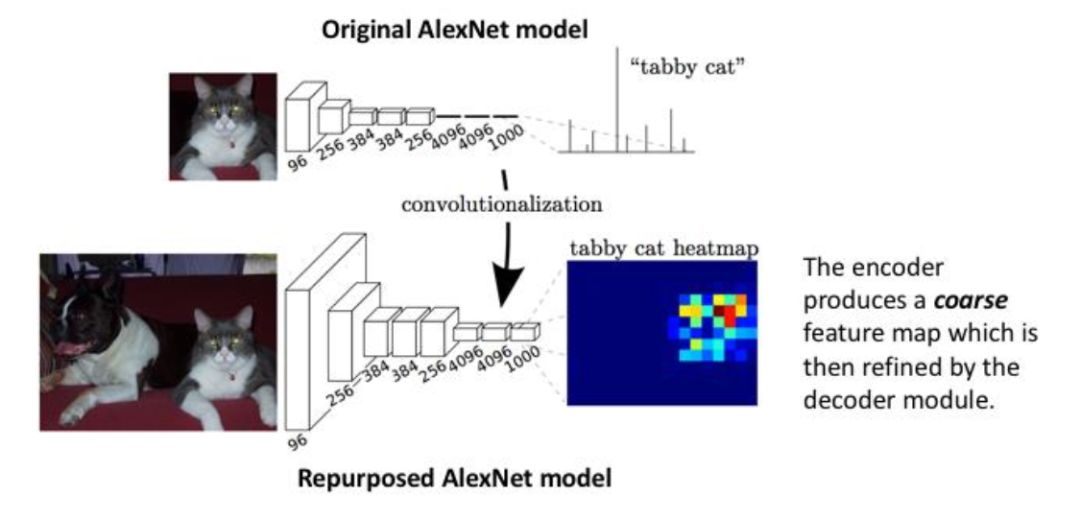 Original AlexNet model
“tabby cat”
96
256
384
384
256
4096
4096
1000
convolutionalization
tabby cat heatmap
96
256
384
384
256
4096
4096
1000
The encoder
produces a coarse
feature map which is
then refined by the
decoder module.
Repurposed AlexNet model